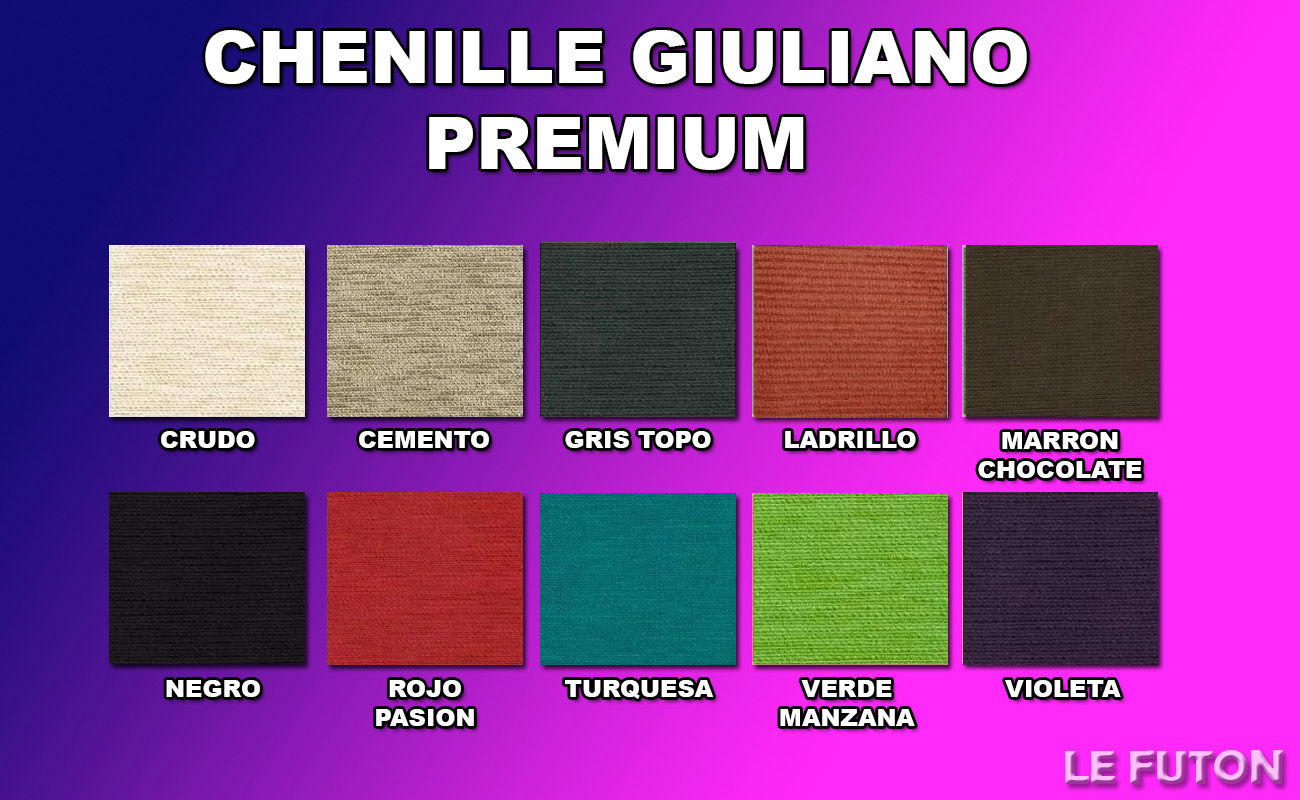 CHENILLE GIULIANO
PREMIUM
CRUDO
CEMENTO
GRIS TOPO
LADRILLO
MARRON
CHOCOLATE
NEGRO
ROJO
PASION
TURQUESA
VERDE
MANZANA
VIOLETA
LE FUTON